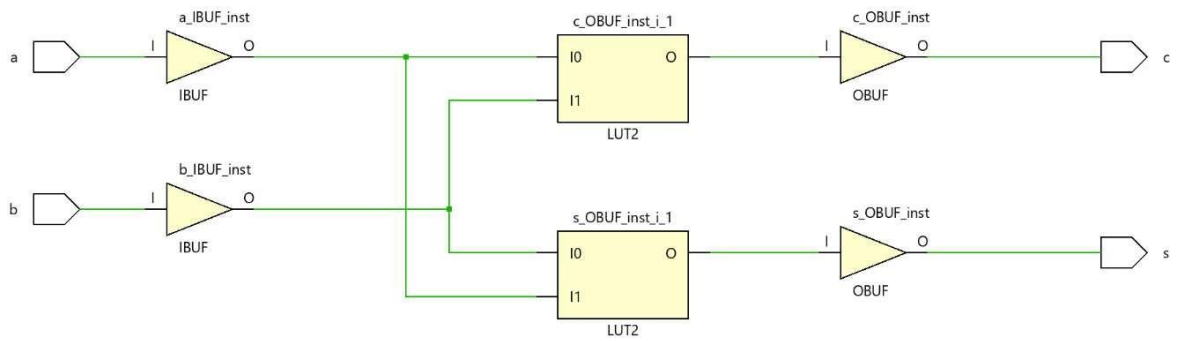 a_IBUF_inst
c_OBUF_inst_i_1
c_OBUF_inst
a
I
O
I0
O
I
O
c
IBUF
I1
OBUF
LUT2
b_IBUF_inst
I
O
b
s_OBUF_inst_i_1
s_OBUF_inst
IBUF
I0
O
I
O
s
I1
OBUF
LUT2